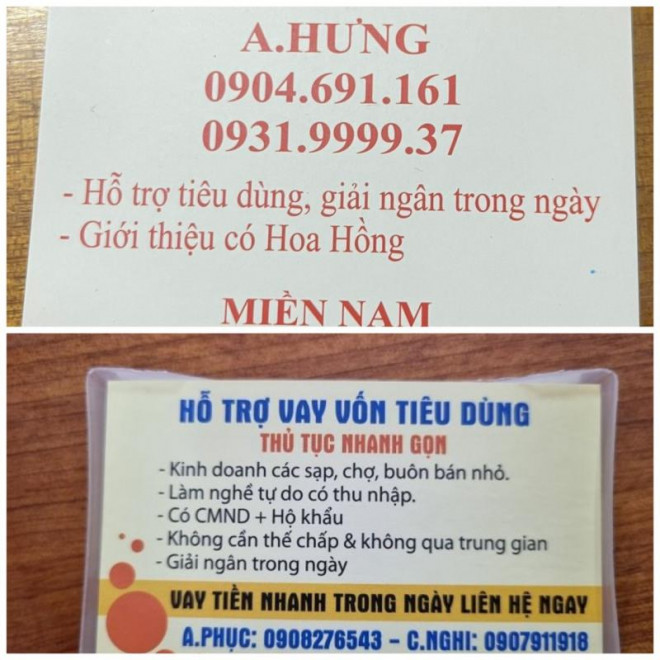 A.HƯNG
0904.691.161
0931.9999.37
- Hỗ trợ tiêu dùng, giải ngân trong ngày
- Giới thiệu có Hoa Hồng
MIỀN NAM
HỖ TRỢ VAY VỐN TIÊU DÙNG
THỦ TỤC NHANH GỌN
- Kinh doanh các sạp, chợ, buôn bán nhỏ.
- Làm nghề tự do có thu nhập.
- Có CMND + Hộ khẩu
- Không cần thế chấp & không qua trung gian
- Giải ngân trong ngày
VAY TIỀN NHANH TRONG NGÀY LIÊN HỆ NGAY
A.PHỤC: 0908276543 - C.NGHI: 0907911918